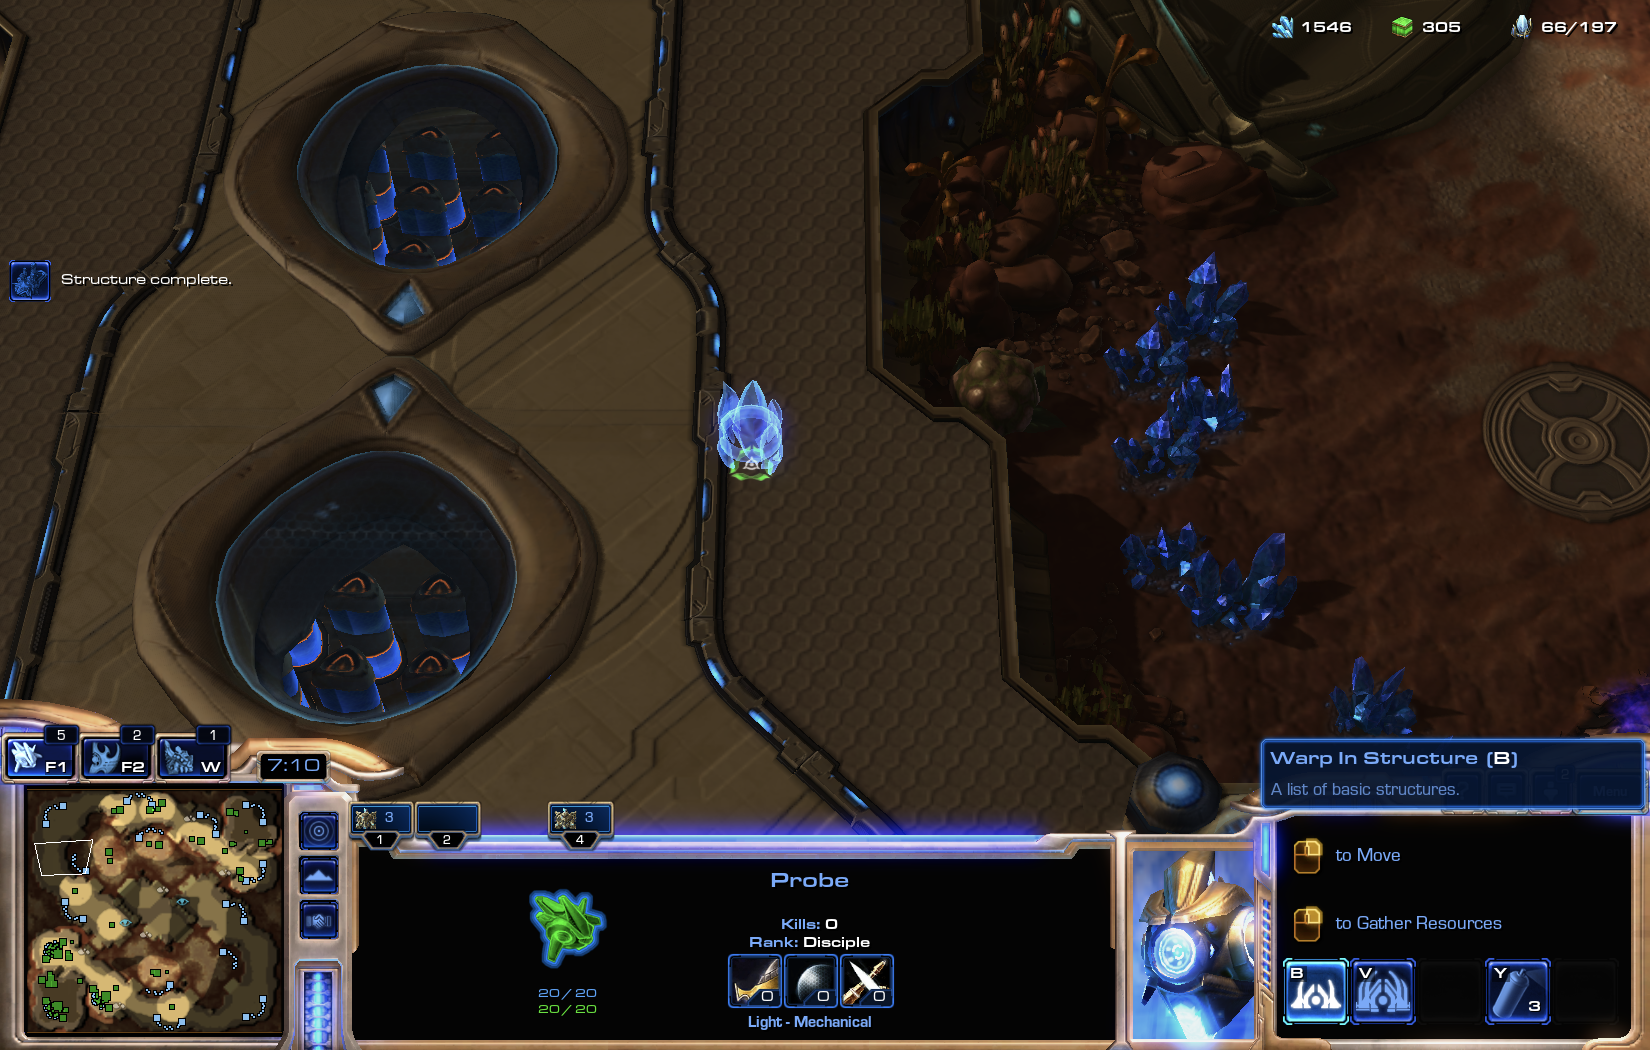 1546
305
66/197
Structure complete.
5
2
1
F1
F2
W
7:10
3
3
1
2
4
Warp In Structure (B)
A list of basic structures.
Probe
Kills: 0
Rank: Disciple
0
0
0
20/20
20/20
Light - Mechanical
to Move
to Gather Resources
B
V
Y
3